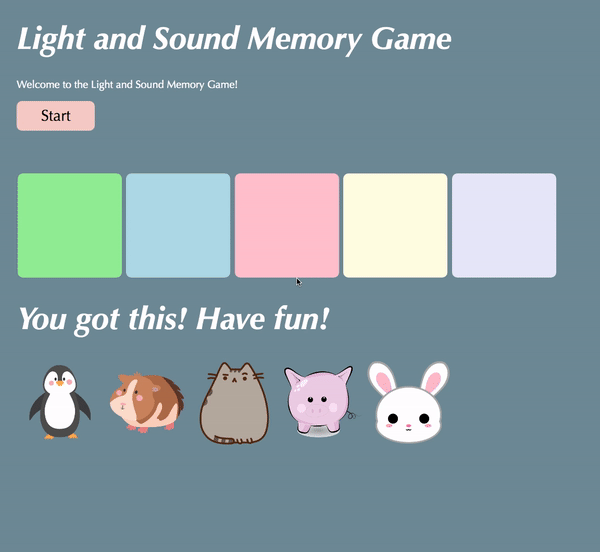 Light and Sound Memory Game
Welcome to the Light and Sound Memory Game!
Start
You got this! Have fun!